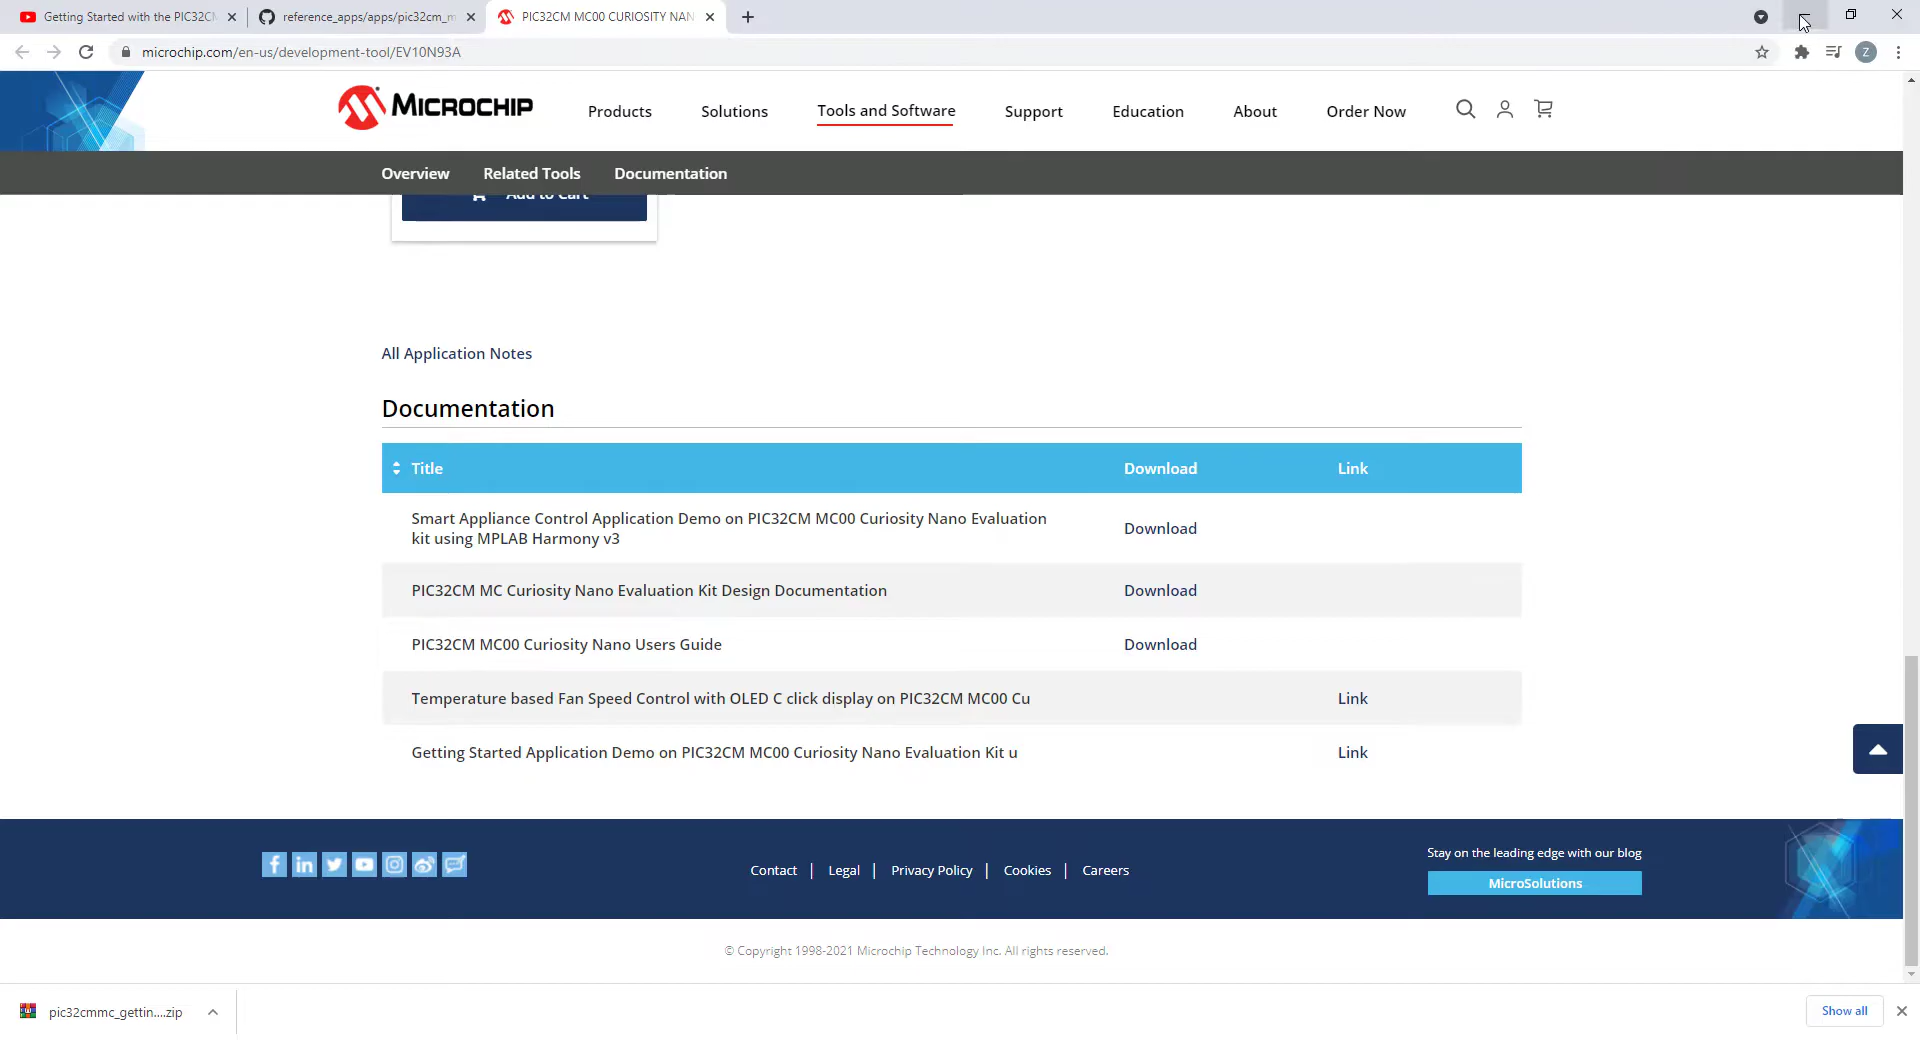 Getting Started with the PIC32CM
reference_apps/apps/pic32cm_m
PIC32CM MC00 CURIOSITY NAN
microchip.com/en-us/development-tool/EV10N93A
Z
MICROCHIP
Products
Solutions
Tools and Software
Support
Education
About
Order Now
Overview
Related Tools
Documentation
Add to Cart
All Application Notes
Documentation
Title
Download
Link
Smart Appliance Control Application Demo on PIC32CM MC00 Curiosity Nano Evaluation
kit using MPLAB Harmony v3
Download
PIC32CM MC Curiosity Nano Evaluation Kit Design Documentation
Download
PIC32CM MC00 Curiosity Nano Users Guide
Download
Temperature based Fan Speed Control with OLED C click display on PIC32CM MC00 Cu
Link
Getting Started Application Demo on PIC32CM MC00 Curiosity Nano Evaluation Kit u
Link
Contact
Legal
Privacy Policy
Cookies
Careers
Stay on the leading edge with our blog
MicroSolutions
© Copyright 1998-2021 Microchip Technology Inc. All rights reserved.
pic32cmmc_gettin....zip
Show all